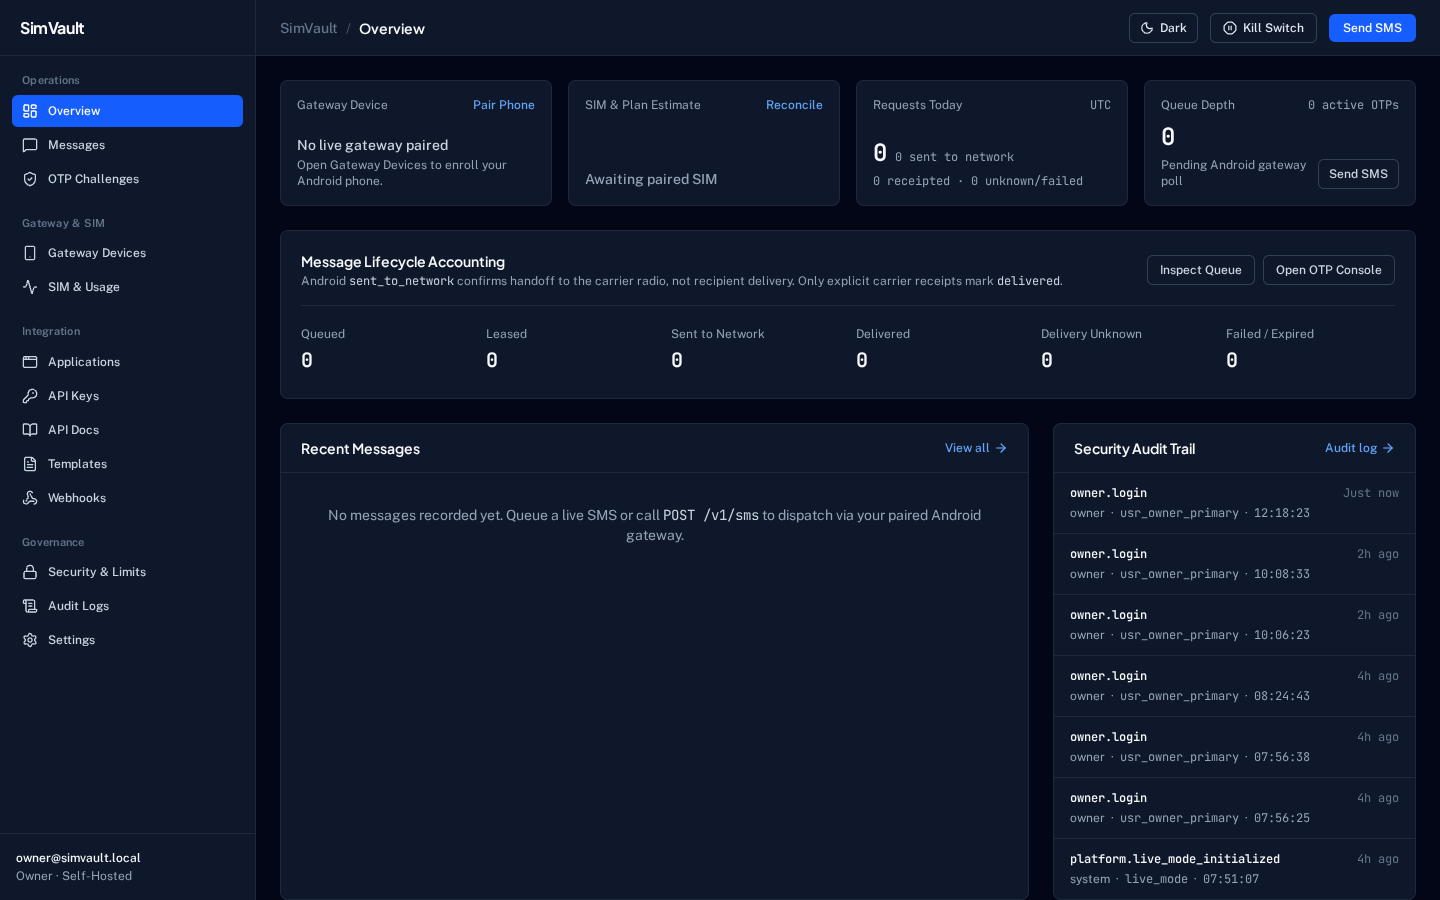 SimVault
SimVault / Overview
Dark
Kill Switch
Send SMS
Operations
Overview
Messages
OTP Challenges
Gateway & SIM
Gateway Devices
SIM & Usage
Integration
Applications
API Keys
API Docs
Templates
Webhooks
Governance
Security & Limits
Audit Logs
Settings
owner@simvault.local
Owner · Self-Hosted
Gateway Device
Pair Phone
No live gateway paired
Open Gateway Devices to enroll your
Android phone.
SIM & Plan Estimate
Reconcile
Awaiting paired SIM
Requests Today
UTC
0 0 sent to network
0 receipted · 0 unknown/failed
Queue Depth
0 active OTPs
0
Pending Android gateway
poll
Send SMS
Message Lifecycle Accounting
Android sent_to_network confirms handoff to the carrier radio, not recipient delivery. Only explicit carrier receipts mark delivered.
Inspect Queue
Open OTP Console
Queued
0
Leased
0
Sent to Network
0
Delivered
0
Delivery Unknown
0
Failed / Expired
0
Recent Messages
View all →
No messages recorded yet. Queue a live SMS or call POST /v1/sms to dispatch via your paired Android
gateway.
Security Audit Trail
Audit log →
owner.login
Just now
owner · usr_owner_primary · 12:18:23
owner.login
2h ago
owner · usr_owner_primary · 10:08:33
owner.login
2h ago
owner · usr_owner_primary · 10:06:23
owner.login
4h ago
owner · usr_owner_primary · 08:24:43
owner.login
4h ago
owner · usr_owner_primary · 07:56:38
owner.login
4h ago
owner · usr_owner_primary · 07:56:25
platform.live_mode_initialized
4h ago
system · live_mode · 07:51:07